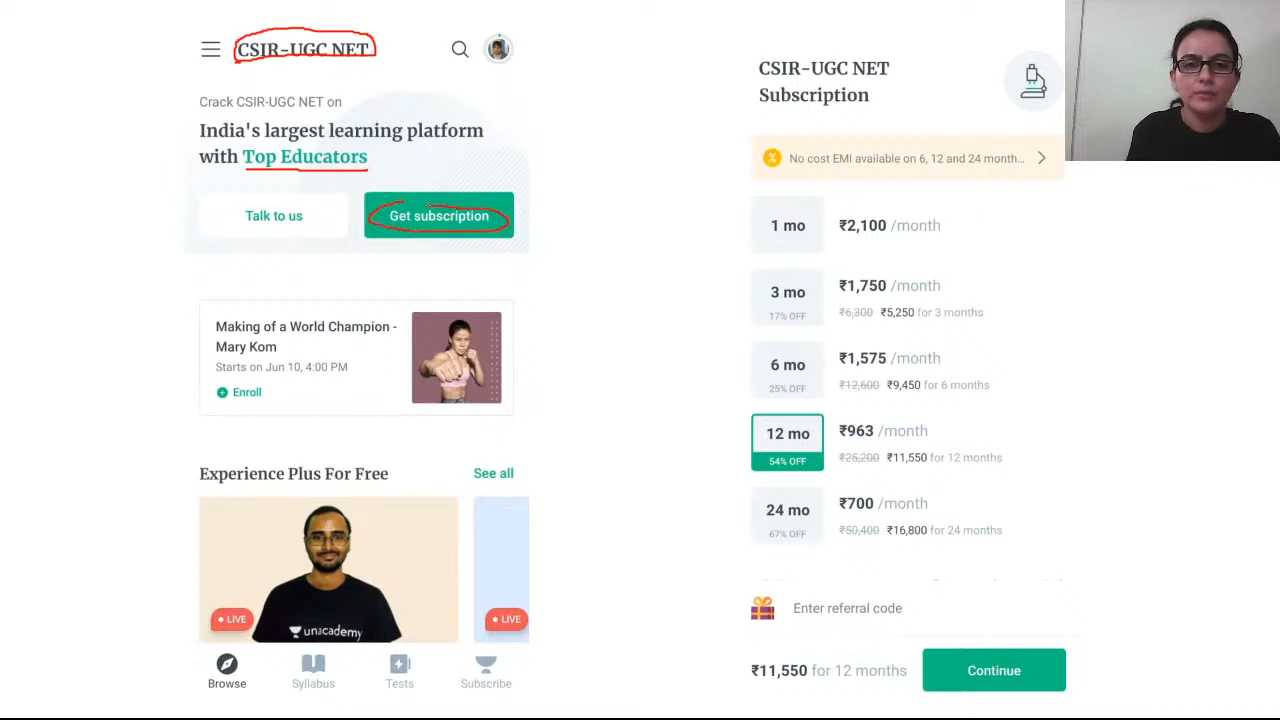 CSIR-UGC NET
Crack CSIR-UGC NET on
India's largest learning platform
with Top Educators
Talk to us
Get subscription
Making of a World Champion -
Mary Kom
Starts on Jun 10, 4:00 PM
Enroll
Experience Plus For Free
See all
LIVE
unacademy
LIVE
Browse
Syllabus
Tests
Subscribe
CSIR-UGC NET
Subscription
No cost EMI available on 6, 12 and 24 month...
1 mo
₹2,100 /month
3 mo
17% OFF
₹1,750 /month
₹6,300 ₹5,250 for 3 months
6 mo
25% OFF
₹1,575 /month
₹12,600 ₹9,450 for 6 months
12 mo
54% OFF
₹963 /month
₹25,200 ₹11,550 for 12 months
24 mo
67% OFF
₹700 /month
₹50,400 ₹16,800 for 24 months
Enter referral code
₹11,550 for 12 months
Continue